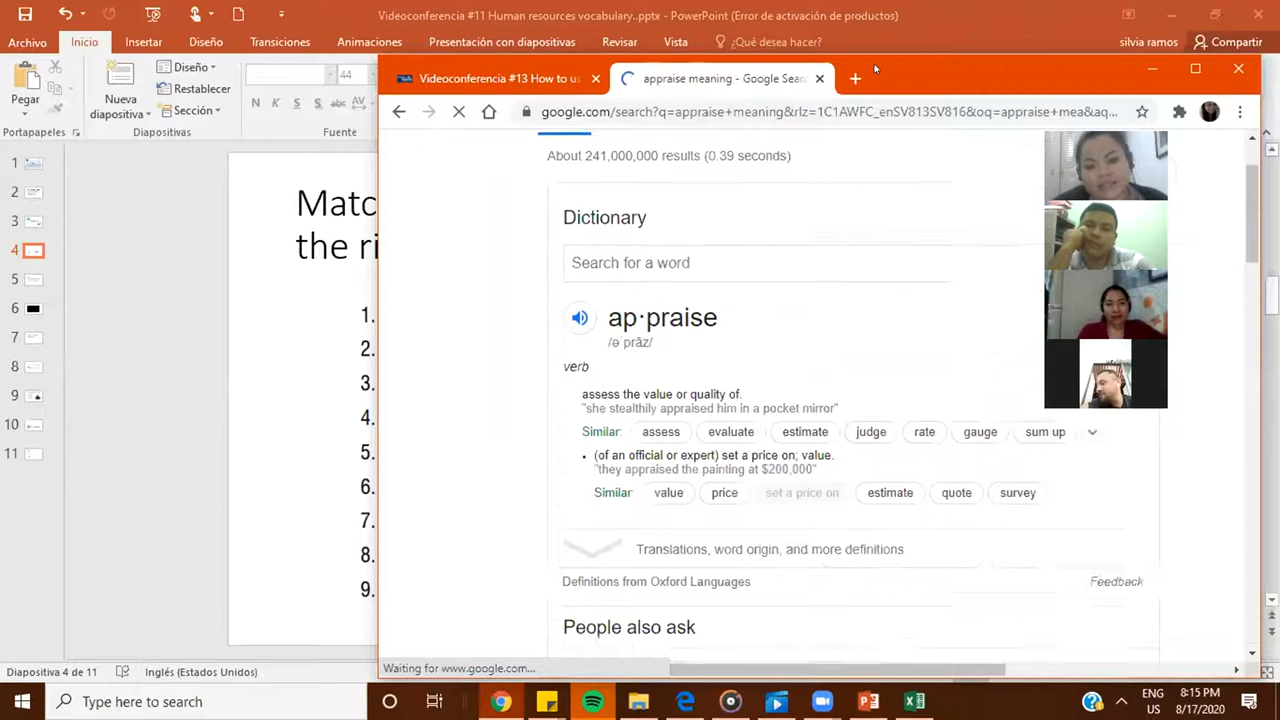 Videoconferencia #11 Human resources vocabulary..pptx - PowerPoint (Error de activación de productos)
Archivo Inicio Insertar Diseño Transiciones Animaciones Presentación con diapositivas Revisar Vista ¿Qué desea hacer? silvia ramos Compartir
Pegar
Nueva diapositiva
Diseño
Restablecer
Sección
44
N K S S abc AV
Portapapeles
Diapositivas
Fuente
1
2
3
4
5
6
7
8
9
10
11
Matc
the ri
1.
2.
3.
4.
5.
6.
7.
8.
9.
Videoconferencia #13 How to us
appraise meaning - Google Searc
google.com/search?q=appraise+meaning&rlz=1C1AWFC_enSV813SV816&oq=appraise+mea&aq...
About 241,000,000 results (0.39 seconds)
Dictionary
Search for a word
ap·praise
/əˈprāz/
verb
assess the value or quality of.
"she stealthily appraised him in a pocket mirror"
Similar: assess evaluate estimate judge rate gauge sum up
• (of an official or expert) set a price on; value.
"they appraised the painting at $200,000"
Similar value price set a price on estimate quote survey
Translations, word origin, and more definitions
Definitions from Oxford Languages
Feedback
People also ask
Waiting for www.google.com...
Diapositiva 4 de 11
Inglés (Estados Unidos)
Type here to search
ENG
US
8:15 PM
8/17/2020